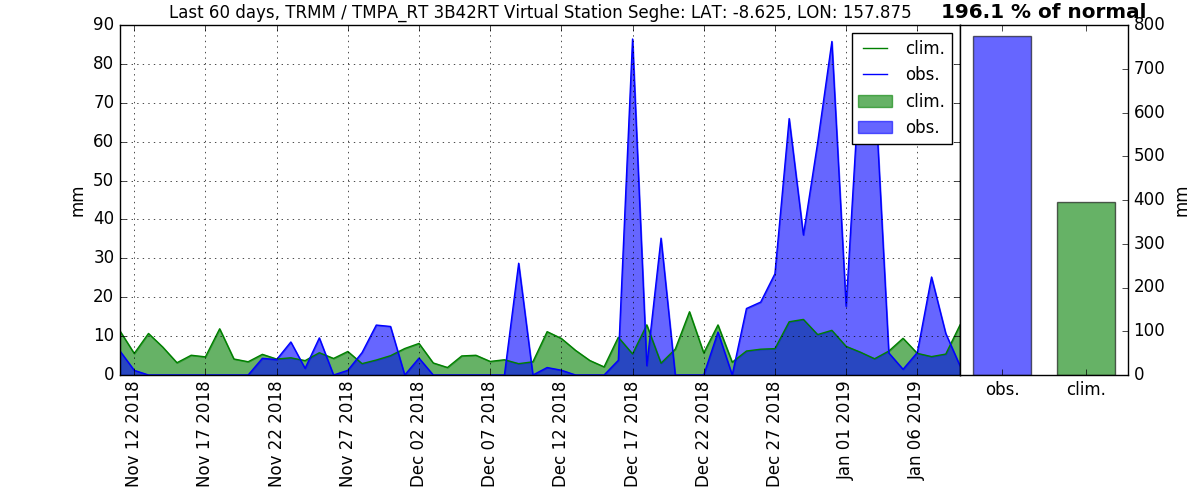 Last 60 days, TRMM / TMPA_RT 3B42RT Virtual Station Seghe: LAT: -8.625, LON: 157.875
196.1 % of normal
90
80
70
60
50
40
30
20
10
0
mm
clim.
obs.
clim.
obs.
Nov 12 2018
Nov 17 2018
Nov 22 2018
Nov 27 2018
Dec 02 2018
Dec 07 2018
Dec 12 2018
Dec 17 2018
Dec 22 2018
Dec 27 2018
Jan 01 2019
Jan 06 2019
800
700
600
500
400
300
200
100
0
mm
obs.
clim.